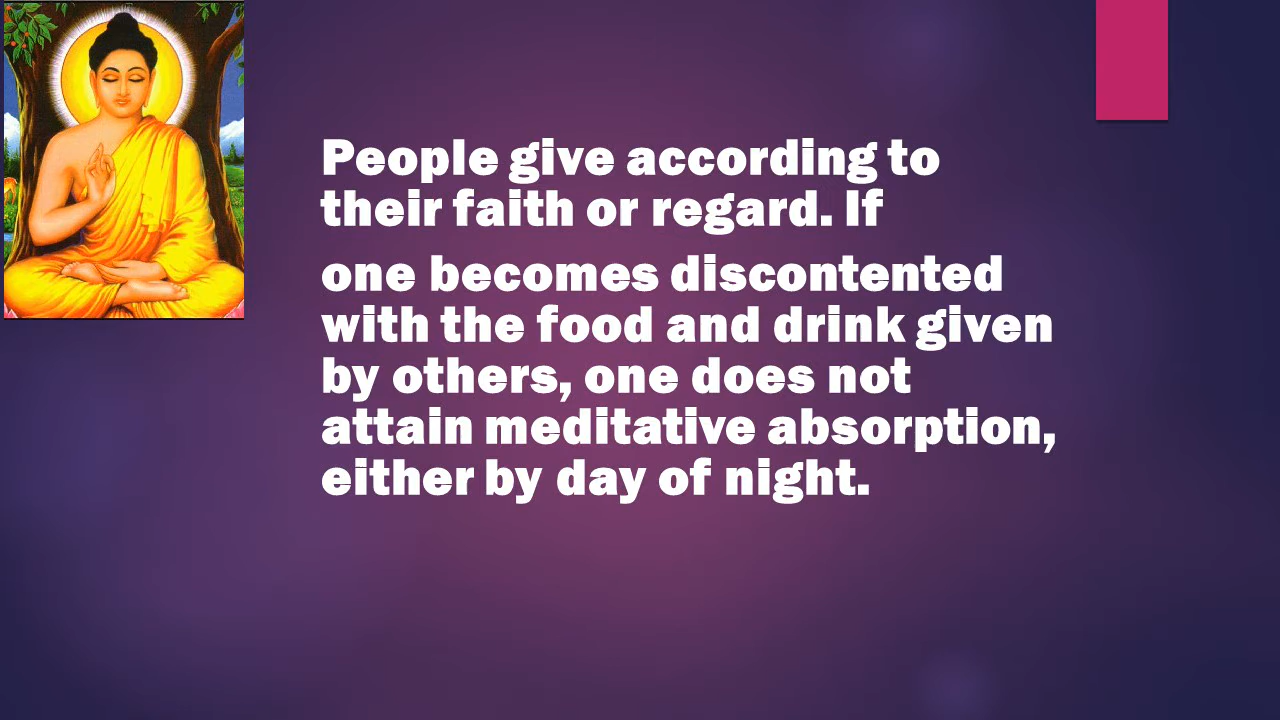 People give according to
their faith or regard. If
one becomes discontented
with the food and drink given
by others, one does not
attain meditative absorption,
either by day of night.